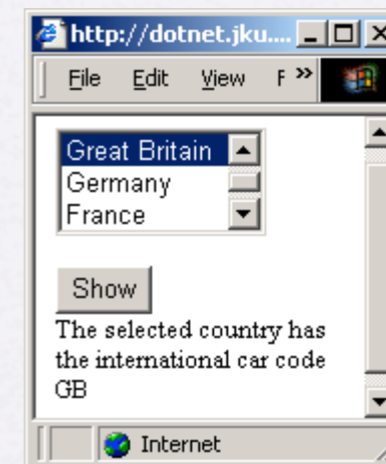 http://dotnet.jku....
File Edit View F »
Great Britain
Germany
France
Show
The selected country has
the international car code
GB
Internet